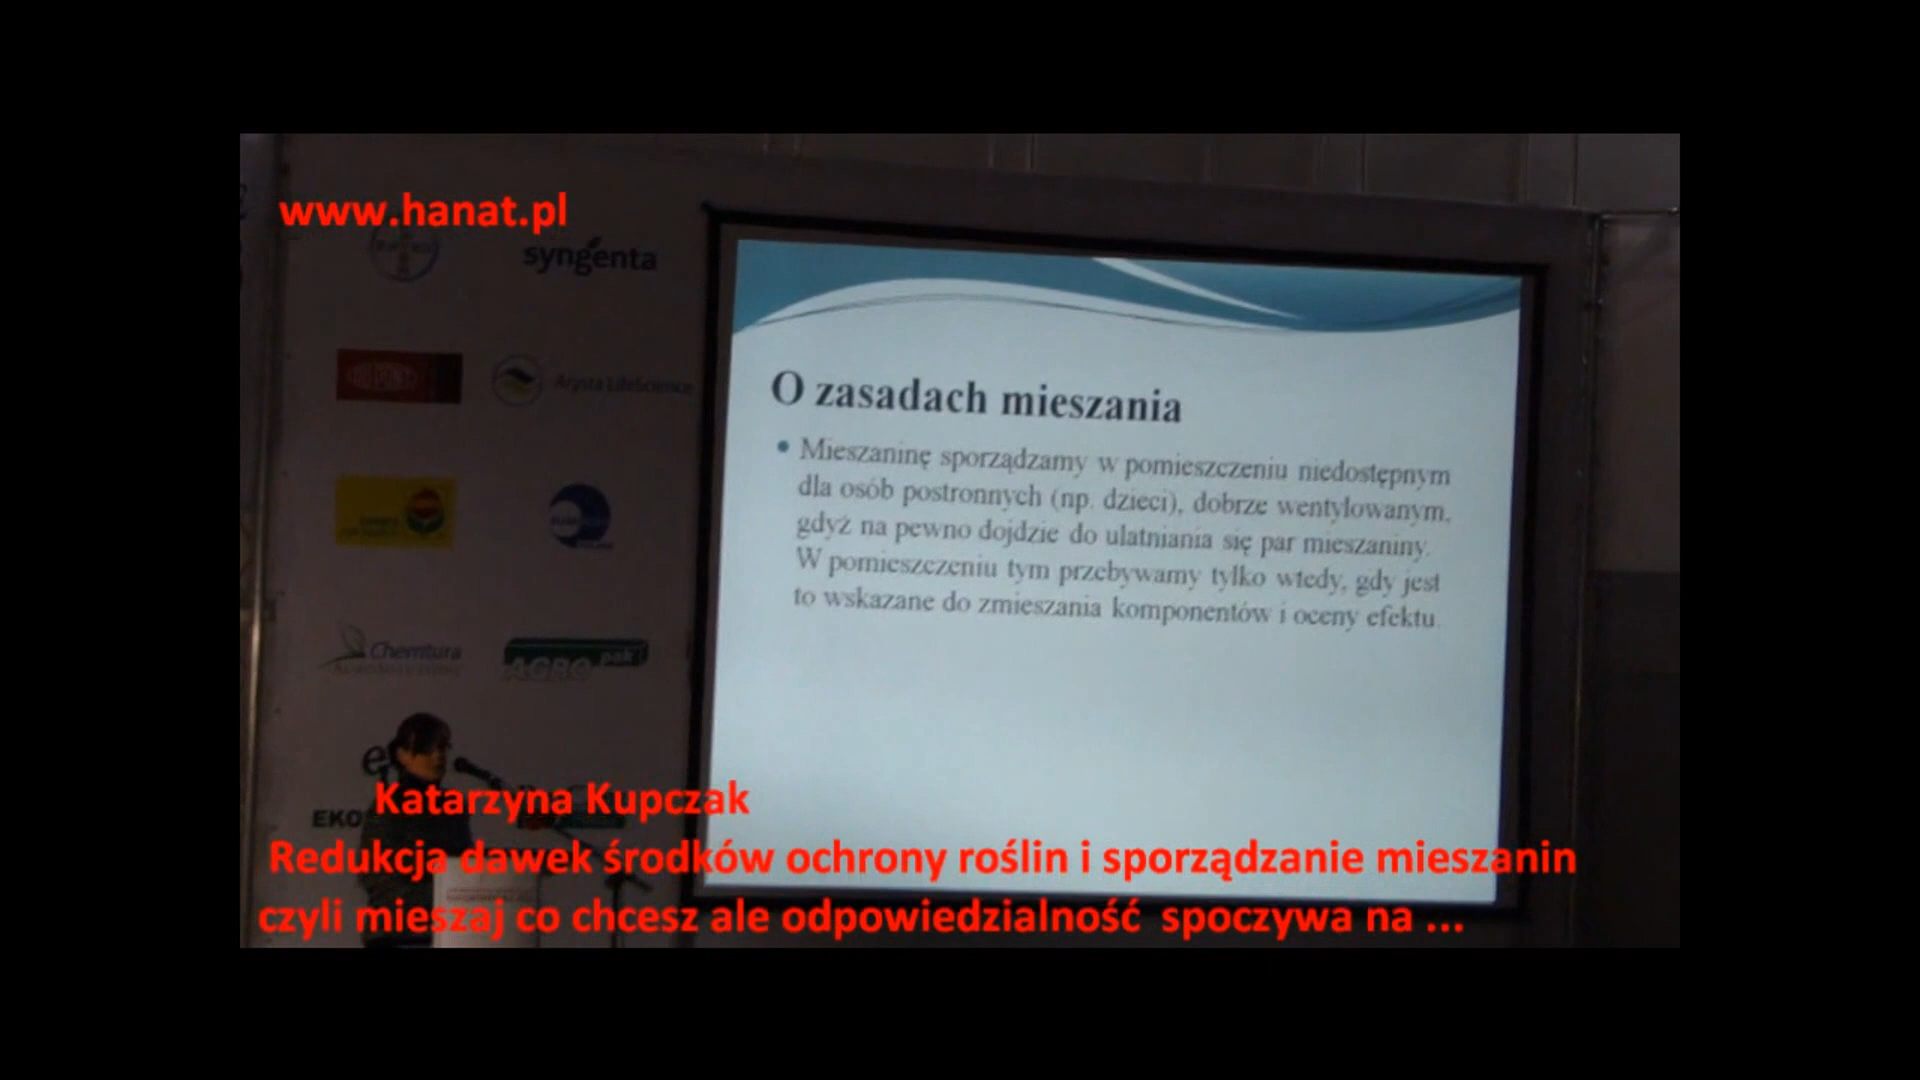 www.hanat.pl
syngenta
Arysta LifeScience
Chemtura
AGRO pak
EKO
O zasadach mieszania
• Mieszaninę sporządzamy w pomieszczeniu niedostępnym
dla osób postronnych (np. dzieci), dobrze wentylowanym,
gdyż na pewno dojdzie do ulatniania się par mieszaniny.
W pomieszczeniu tym przebywamy tylko wtedy, gdy jest
to wskazane do zmieszania komponentów i oceny efektu.
Katarzyna Kupczak
Redukcja dawek środków ochrony roślin i sporządzanie mieszanin
czyli mieszaj co chcesz ale odpowiedzialność spoczywa na ...